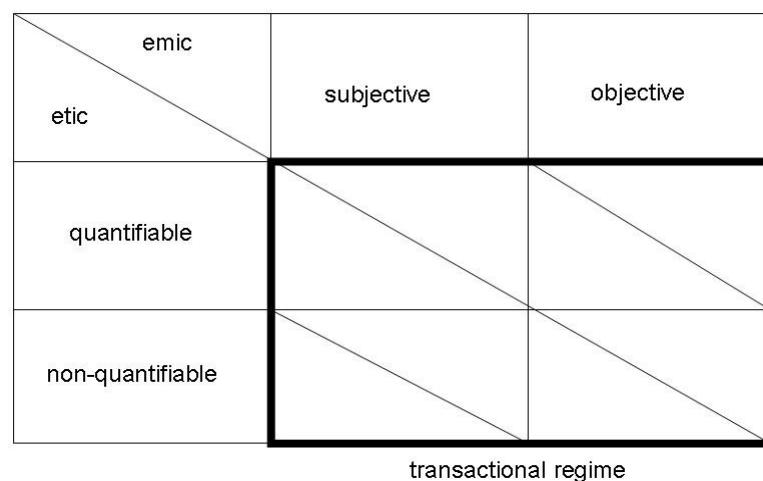 emic
etic
subjective
objective
quantifiable
non-quantifiable
transactional regime